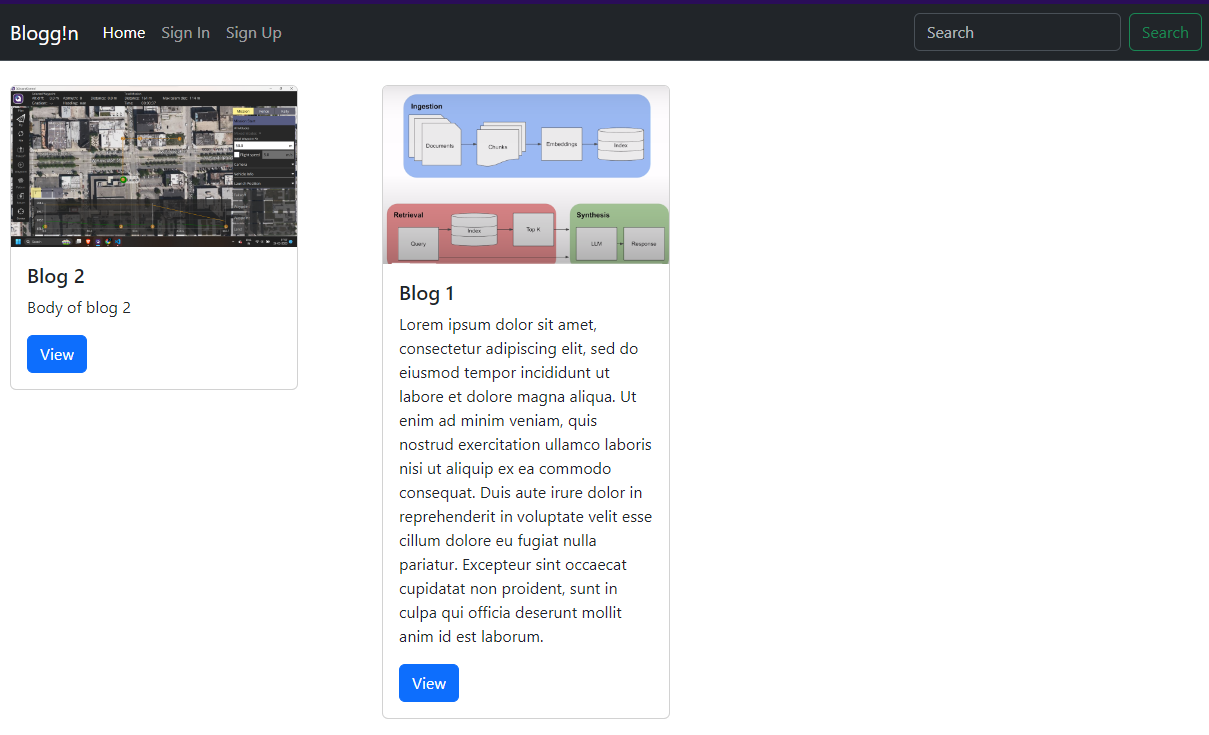 Blogg!n Home Sign In Sign Up Search Search
Blog 2
Body of blog 2
View
Ingestion
Documents Chunks Embeddings Index
Retrieval Synthesis
Query Index Top K LLM Response
Blog 1
Lorem ipsum dolor sit amet,
consectetur adipiscing elit, sed do
eiusmod tempor incididunt ut
labore et dolore magna aliqua. Ut
enim ad minim veniam, quis
nostrud exercitation ullamco laboris
nisi ut aliquip ex ea commodo
consequat. Duis aute irure dolor in
reprehenderit in voluptate velit esse
cillum dolore eu fugiat nulla
pariatur. Excepteur sint occaecat
cupidatat non proident, sunt in
culpa qui officia deserunt mollit
anim id est laborum.
View